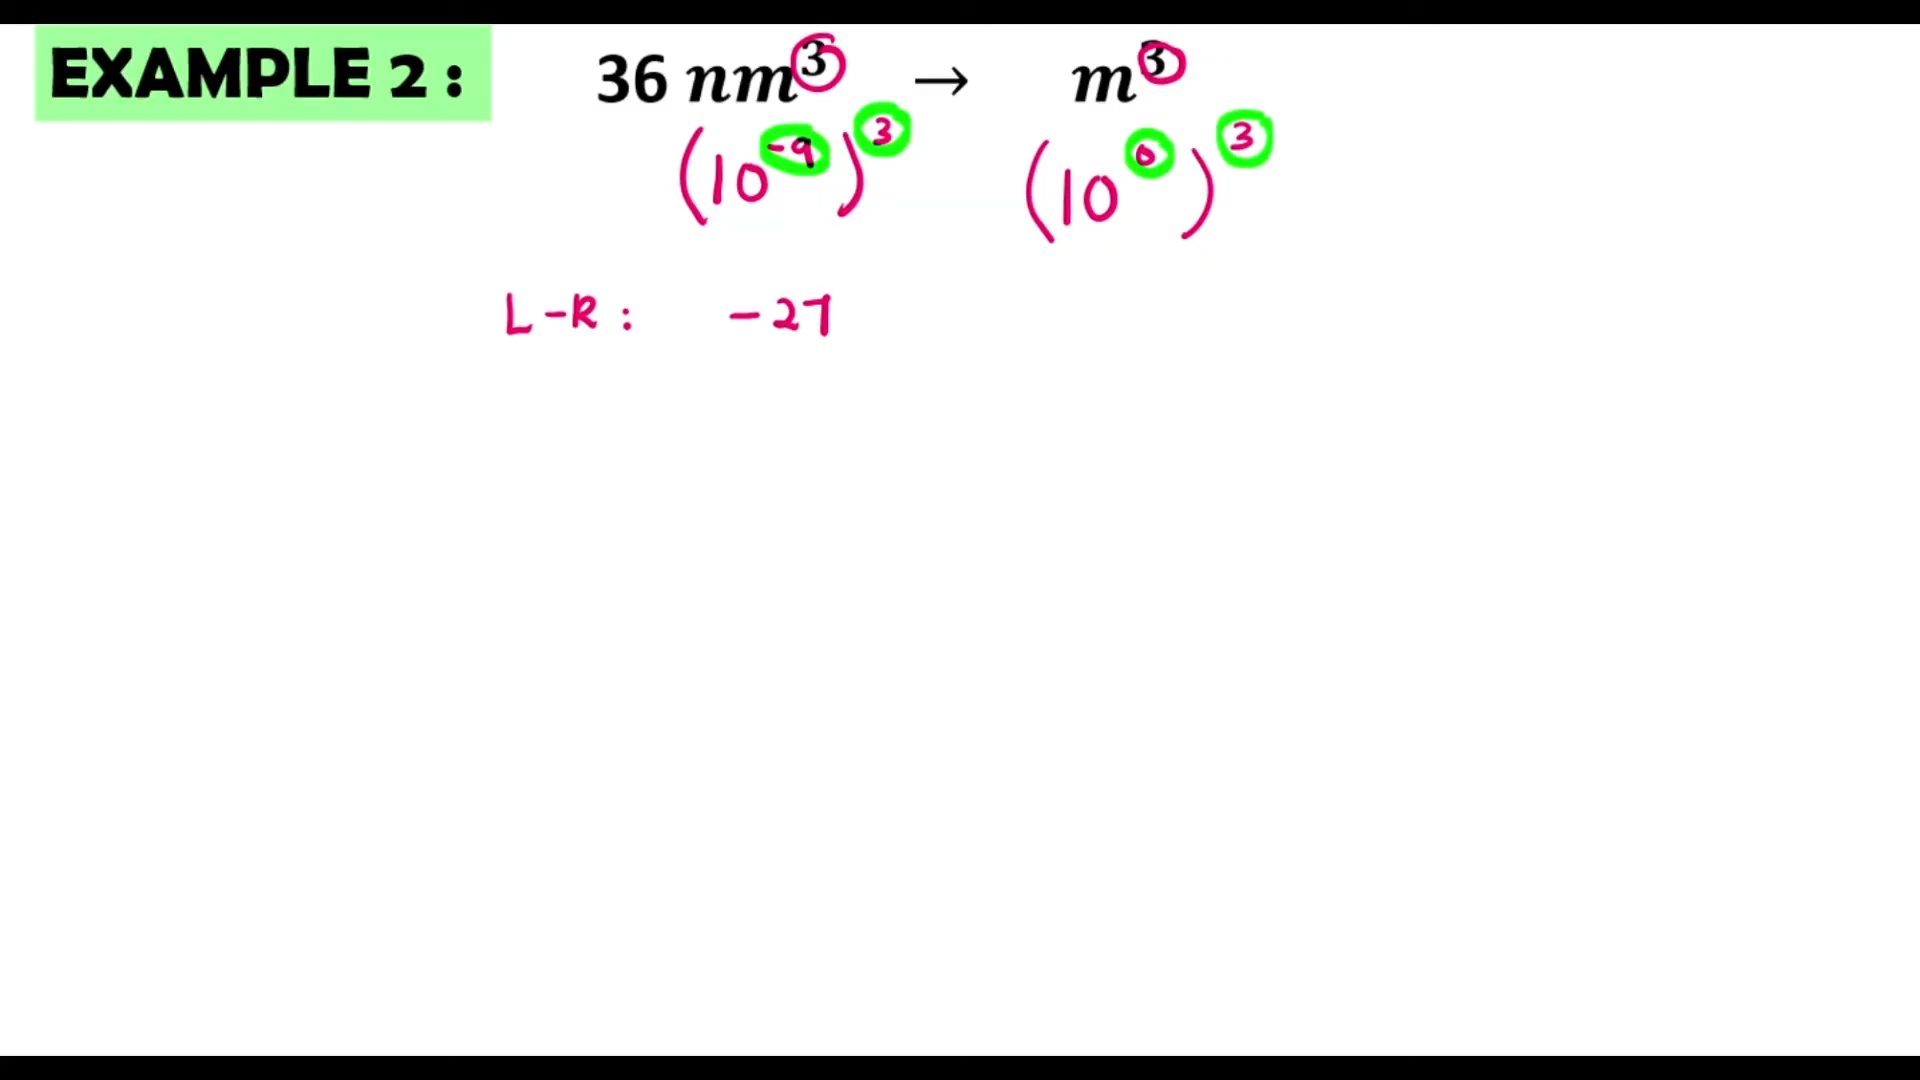 EXAMPLE 2 : 36 nm³ → m³
(10⁻⁹)³ (10⁰)³
L-R : -27